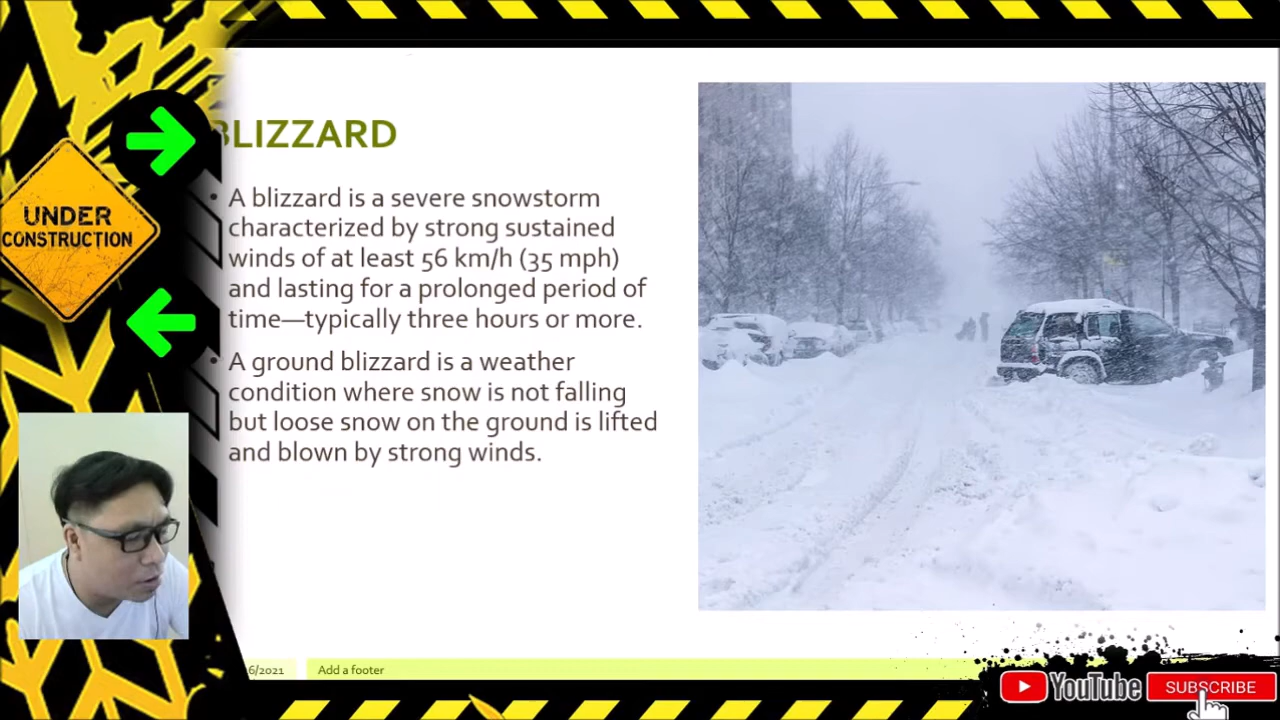 BLIZZARD
• A blizzard is a severe snowstorm
characterized by strong sustained
winds of at least 56 km/h (35 mph)
and lasting for a prolonged period of
time—typically three hours or more.
• A ground blizzard is a weather
condition where snow is not falling
but loose snow on the ground is lifted
and blown by strong winds.
UNDER
CONSTRUCTION
6/2021
Add a footer
YouTube
SUBSCRIBE